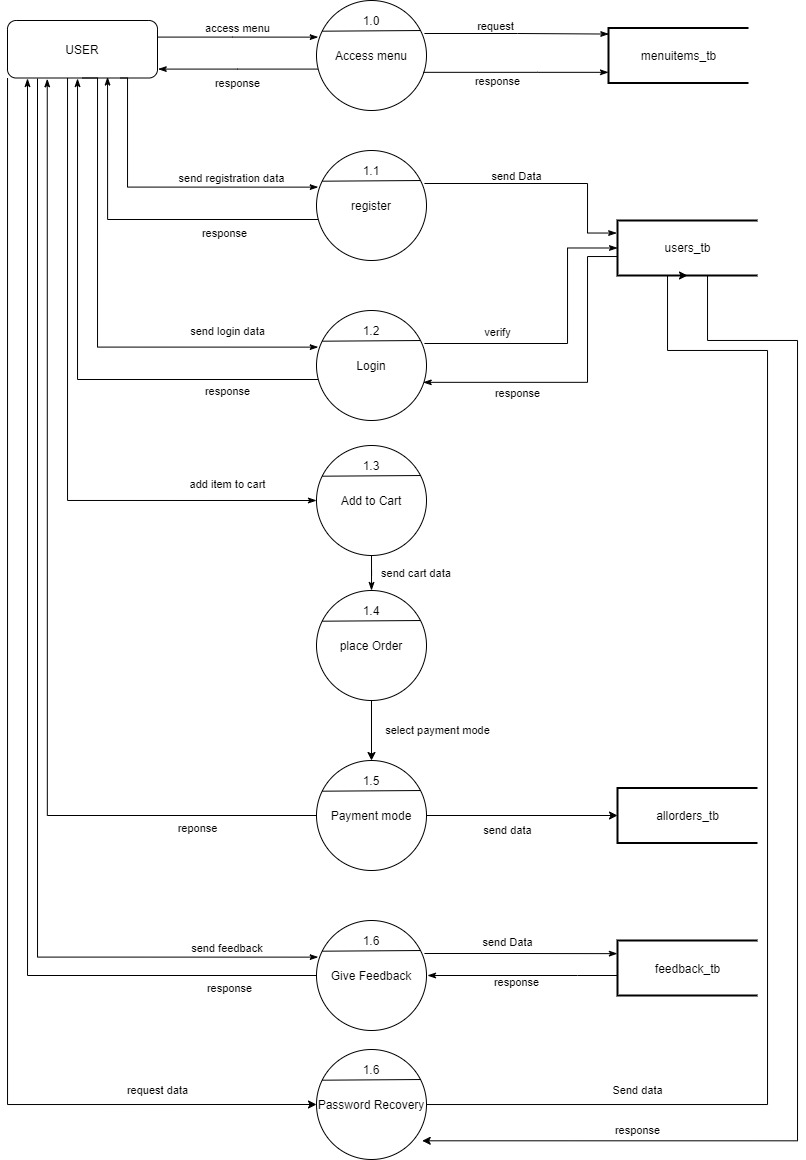 USER
access menu
response
1.0
Access menu
request
response
menuitems_tb
send registration data
response
1.1
register
send Data
users_tb
send login data
response
1.2
Login
verify
response
add item to cart
1.3
Add to Cart
send cart data
1.4
place Order
select payment mode
1.5
Payment mode
reponse
send data
allorders_tb
send feedback
response
1.6
Give Feedback
send Data
response
feedback_tb
request data
1.6
Password Recovery
Send data
response